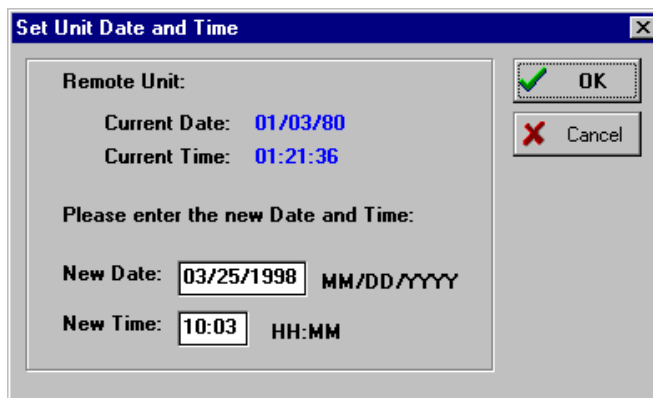 Set Unit Date and Time
Remote Unit:
Current Date: 01/03/80
Current Time: 01:21:36
Please enter the new Date and Time:
New Date: 03/25/1998 MM/DD/YYYY
New Time: 10:03 HH:MM
OK
Cancel